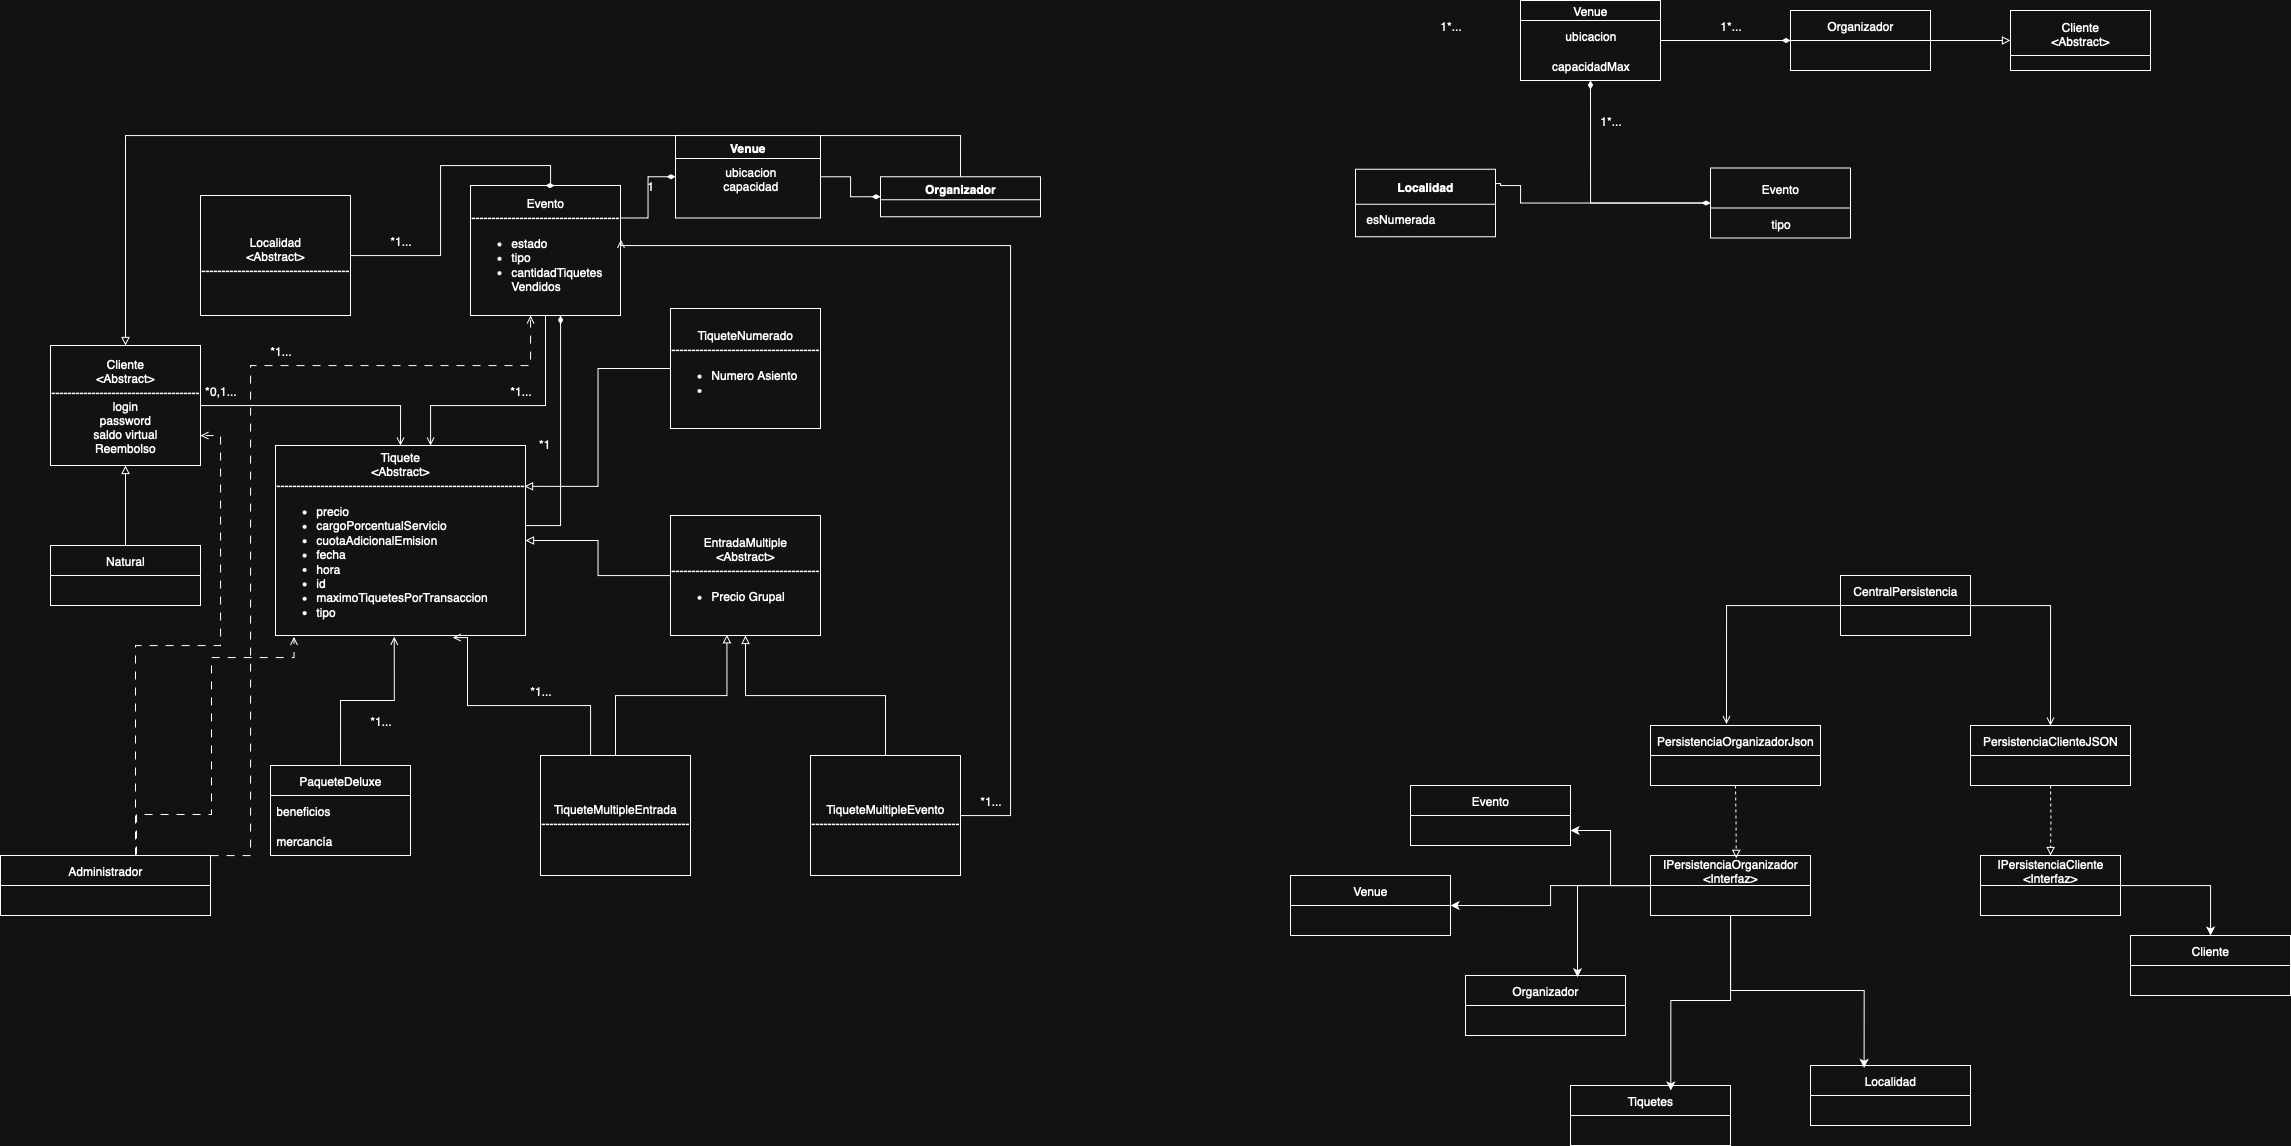 Venue
ubicacion
capacidadMax
1*...
1*...
Organizador
Cliente
<Abstract>
1*...
Localidad
esNumerada
Evento
tipo
Venue
ubicacion
capacidad
Organizador
1
Evento
estado
tipo
cantidadTiquetes
Vendidos
Localidad
<Abstract>
*1...
TiqueteNumerado
Numero Asiento
*1...
Cliente
<Abstract>
login
password
saldo virtual
Reembolso
*0,1...
*1...
*1
Tiquete
<Abstract>
precio
cargoPorcentualServicio
cuotaAdicionalEmision
fecha
hora
id
maximoTiquetesPorTransaccion
tipo
EntradaMultiple
<Abstract>
Precio Grupal
Natural
*1...
*1...
PaqueteDeluxe
beneficios
mercancía
TiqueteMultipleEntrada
TiqueteMultipleEvento
*1...
Administrador
CentralPersistencia
PersistenciaOrganizadorJson
PersistenciaClienteJSON
Evento
IPersistenciaOrganizador
<Interfaz>
IPersistenciaCliente
<Interfaz>
Venue
Cliente
Organizador
Localidad
Tiquetes